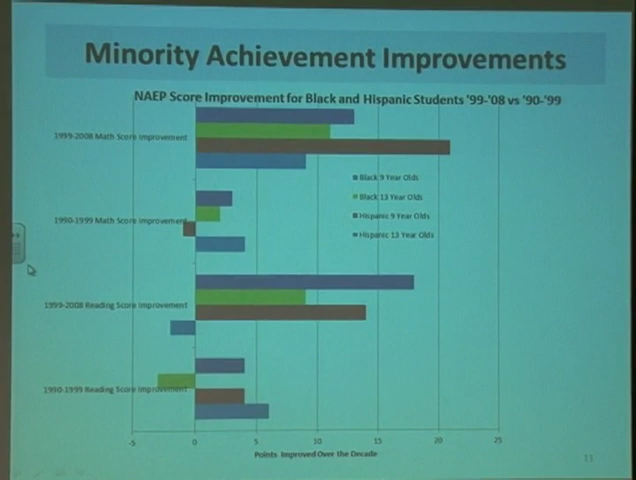 Minority Achievement Improvements
NAEP Score Improvement for Black and Hispanic Students '99-'08 vs '90-'99
1999-2008 Math Score Improvement
Black 9 Year Olds
Black 13 Year Olds
Hispanic 9 Year Olds
Hispanic 13 Year Olds
1990-1999 Math Score Improvement
1999-2008 Reading Score Improvement
1990-1999 Reading Score Improvement
-5 0 5 10 15 20 25
Points Improved Over the Decade
11